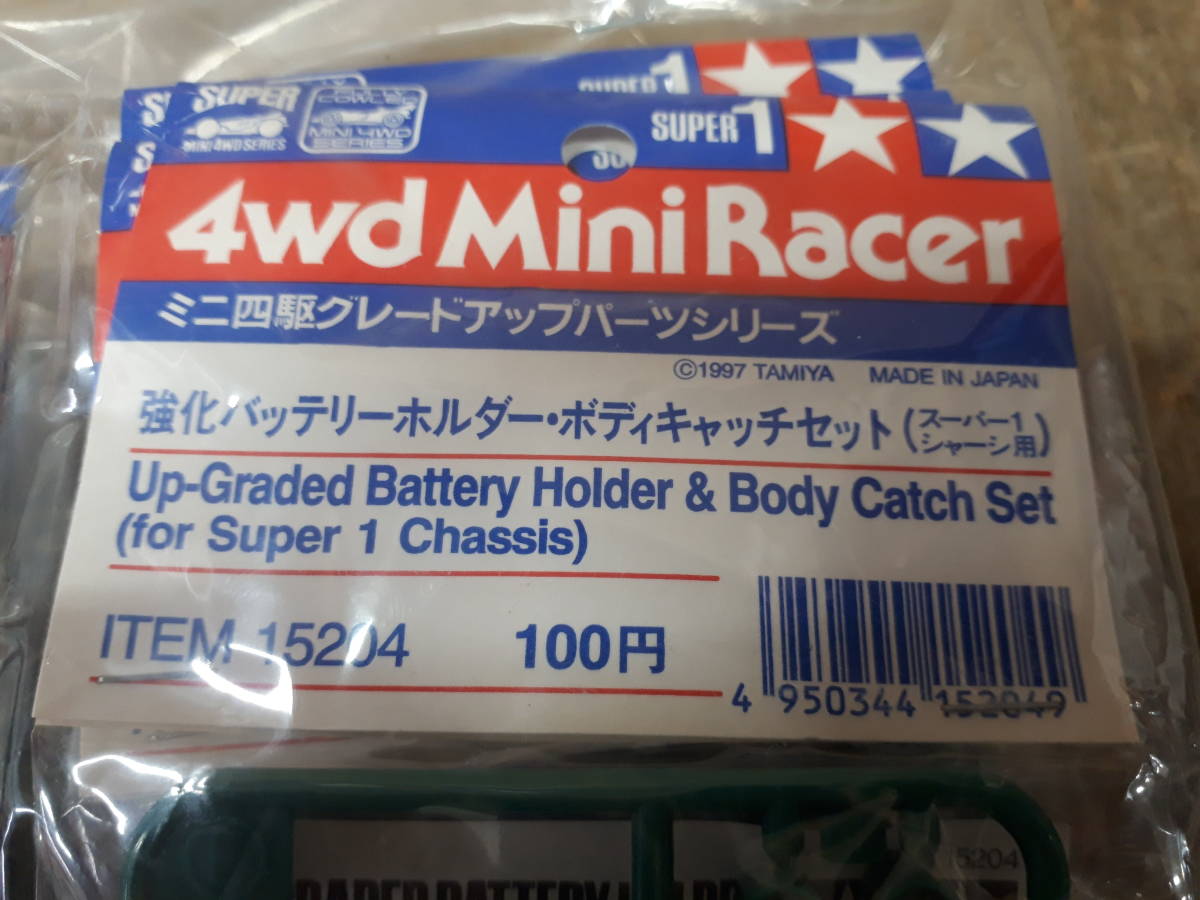 SUPER 1
SUPER
MINI 4WD SERIES
FULLY
COWLED
MINI 4WD
SERIES
SUPER 1
4wd Mini Racer
ミニ四駆グレードアップパーツシリーズ
©1997 TAMIYA MADE IN JAPAN
強化バッテリーホルダー・ボディキャッチセット(スーパー1シャーシ用)
Up-Graded Battery Holder & Body Catch Set
(for Super 1 Chassis)
ITEM 15204 100円
4 950344 152049
15204